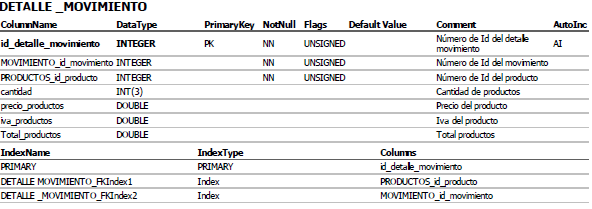 DETALLE _MOVIMIENTO
ColumnName DataType PrimaryKey NotNull Flags Default Value Comment AutoInc
id_detalle_movimiento INTEGER PK NN UNSIGNED Número de Id del detalle movimiento AI
MOVIMIENTO_id_movimiento INTEGER NN UNSIGNED Número de Id del movimiento
PRODUCTOS_id_producto INTEGER NN UNSIGNED Número de Id del producto
cantidad INT(3) Cantidad de productos
precio_productos DOUBLE Precio del producto
iva_productos DOUBLE Iva del producto
Total_productos DOUBLE Total productos
IndexName IndexType Columns
PRIMARY PRIMARY id_detalle_movimiento
DETALLE MOVIMIENTO_FKIndex1 Index PRODUCTOS_id_producto
DETALLE _MOVIMIENTO_FKIndex2 Index MOVIMIENTO_id_movimiento